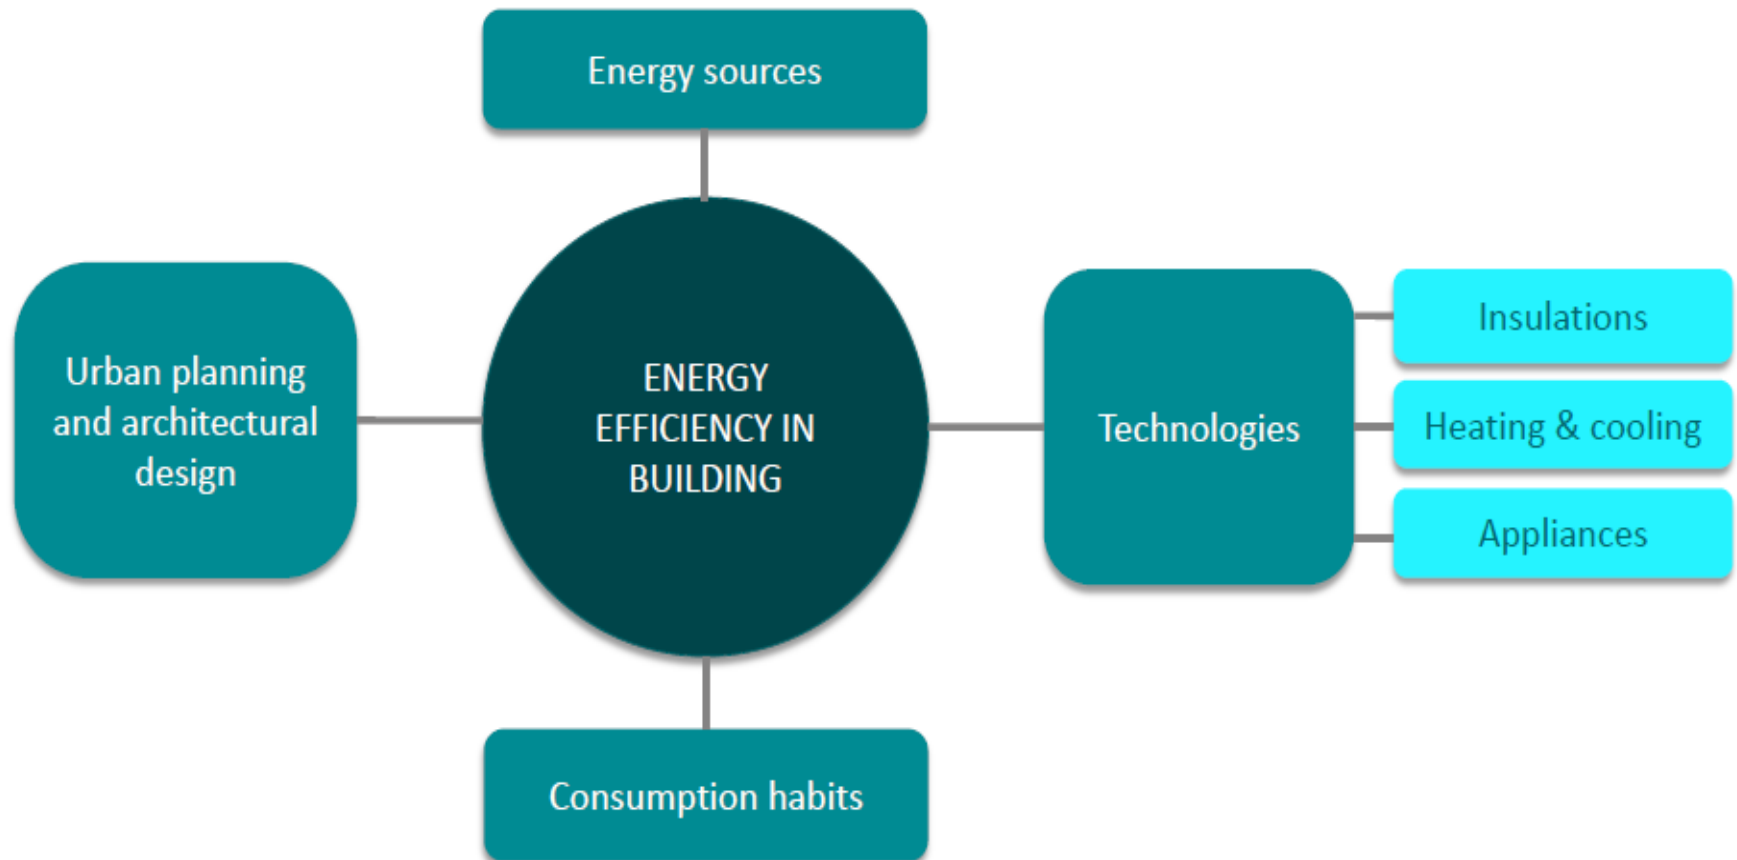 Energy sources
Urban planning
and architectural
design
ENERGY
EFFICIENCY IN
BUILDING
Technologies
Insulations
Heating & cooling
Appliances
Consumption habits